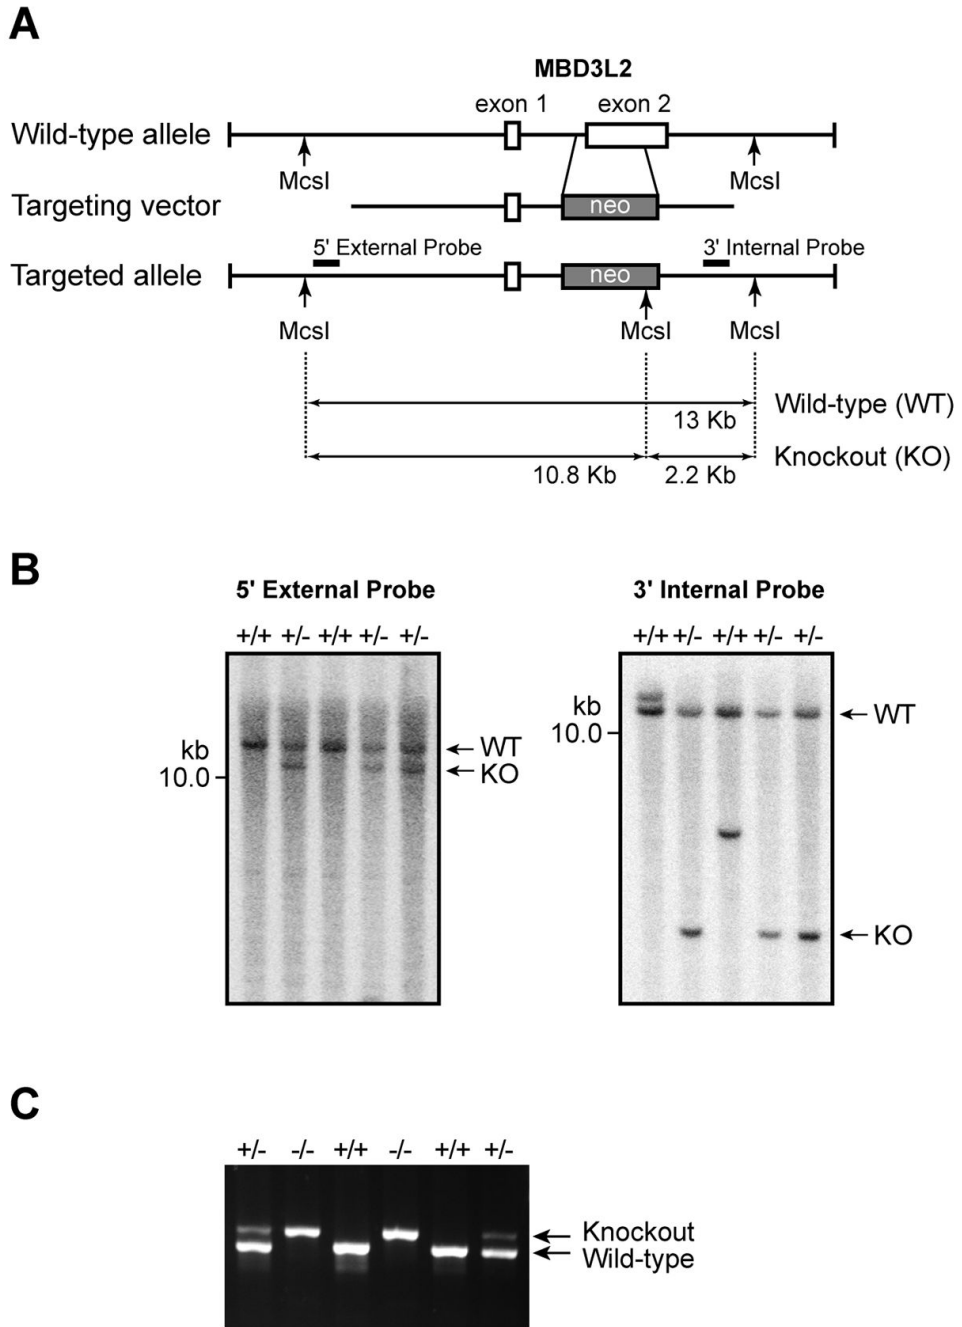 A
MBD3L2
exon 1 exon 2
Wild-type allele
McsI McsI
Targeting vector neo
5' External Probe 3' Internal Probe
Targeted allele neo
McsI McsI McsI
Wild-type (WT)
13 Kb
Knockout (KO)
10.8 Kb 2.2 Kb
B
5' External Probe 3' Internal Probe
+/+ +/- +/+ +/- +/- +/+ +/- +/+ +/- +/-
kb WT
10.0
kb WT
10.0 KO
KO
C
+/- -/- +/+ -/- +/+ +/-
Knockout
Wild-type